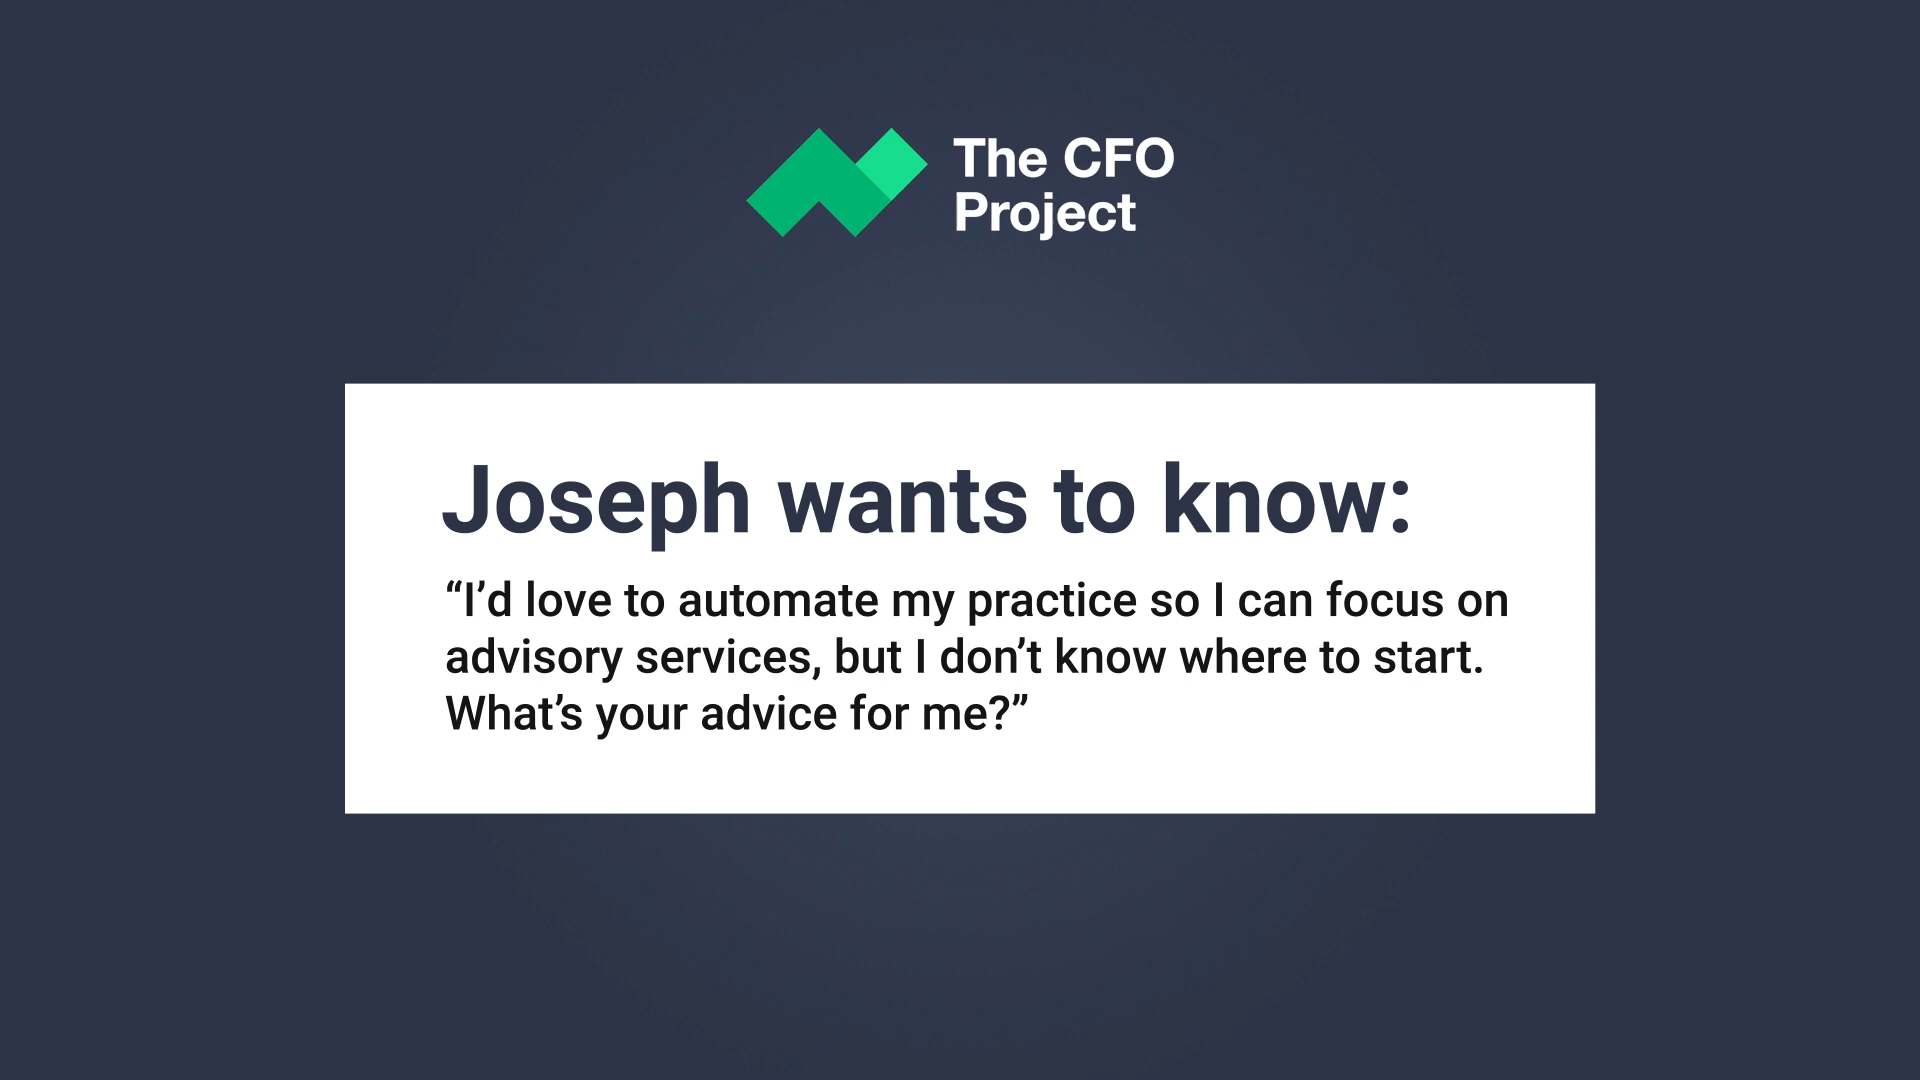 The CFO
Project
Joseph wants to know:
“I’d love to automate my practice so I can focus on
advisory services, but I don’t know where to start.
What’s your advice for me?”